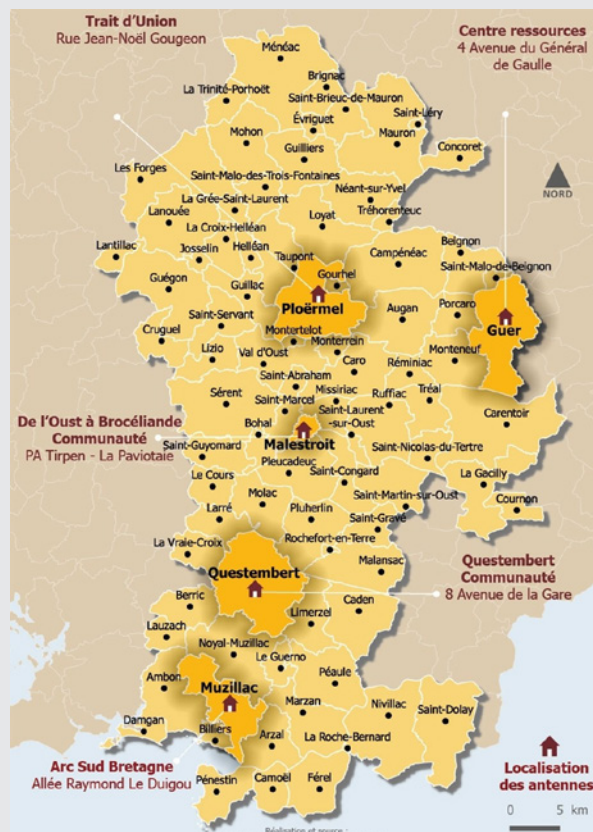 Trait d'Union
Rue Jean-Noël Gougeon
Centre ressources
4 Avenue du Général
de Gaulle
Ménéac
Brignac
La Trinité-Porhoët
Saint-Brieuc-de-Mauron
Saint-Léry
Évriguet
Mohon
Mauron
Guilliers
Concoret
Les Forges
Saint-Malo-des-Trois-Fontaines
NORD
Néant-sur-Yvel
La Grée-Saint-Laurent
Tréhorenteuc
Lanouée
Loyat
La Croix-Helléan
Beignon
Lantillac
Josselin
Helléan
Taupont
Campénéac
Saint-Malo-de-Beignon
Gourhel
Guégon
Guillac
Ploërmel
Augan
Porcaro
Guer
Saint-Servant
Cruguel
Montertelot
Monterrein
Lizio
Val d'Oust
Caro
Monteneuf
Réminiac
Saint-Abraham
Sérent
Missiriac
Ruffiac
Tréal
Saint-Marcel
Saint-Laurent
-sur-Oust
Carentoir
De l'Oust à Brocéliande
Communauté
PA Tirpen - La Paviotaie
Bohal
Malestroit
Saint-Guyomard
Saint-Nicolas-du-Tertre
Pleucadeuc
La Gacilly
Le Cours
Saint-Congard
Molac
Saint-Martin-sur-Oust
Cournon
Larré
Pluherlin
Saint-Gravé
Rochefort-en-Terre
La Vraie-Croix
Malansac
Questembert
Communauté
8 Avenue de la Gare
Questembert
Berric
Caden
Limerzel
Lauzach
Noyal-Muzillac
Le Guerno
Péaule
Ambon
Muzillac
Nivillac
Marzan
Saint-Dolay
Damgan
Billiers
Arzal
La Roche-Bernard
Arc Sud Bretagne
Allée Raymond Le Duigou
Pénestin
Camoël
Férel
Localisation
des antennes
0 5 km
Réalisation et source :